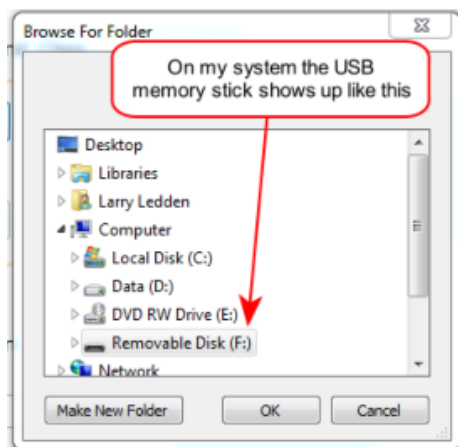 Browse For Folder
On my system the USB
memory stick shows up like this
Desktop
Libraries
Larry Ledden
Computer
Local Disk (C:)
Data (D:)
DVD RW Drive (E:)
Removable Disk (F:)
Network
Make New Folder
OK
Cancel